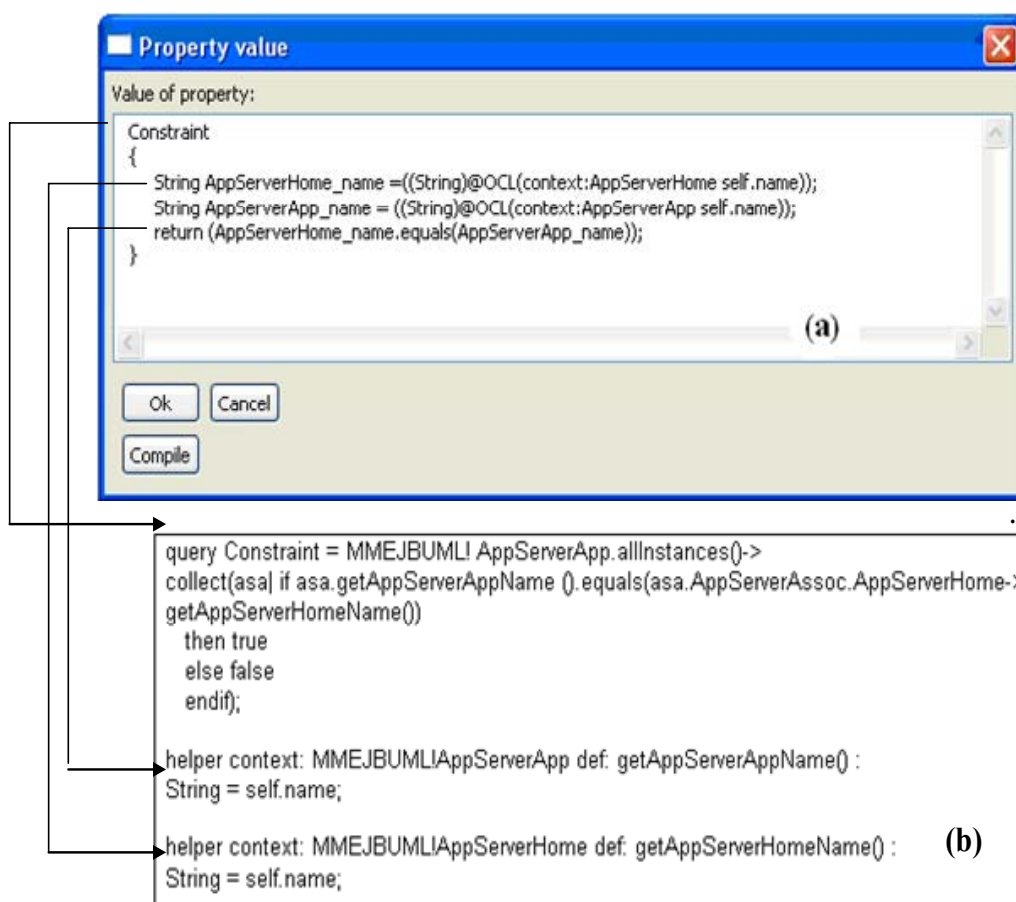 Property value
Value of property:
Constraint
{
String AppServerHome_name =((String)@OCL(context:AppServerHome self.name));
String AppServerApp_name = ((String)@OCL(context:AppServerApp self.name));
return (AppServerHome_name.equals(AppServerApp_name));
}
(a)
Ok Cancel
Compile
.
query Constraint = MMEJBUML! AppServerApp.allInstances()->
collect(asa| if asa.getAppServerAppName ().equals(asa.AppServerAssoc.AppServerHome->
getAppServerHomeName())
then true
else false
endif);
helper context: MMEJBUML!AppServerApp def: getAppServerAppName() :
String = self.name;
helper context: MMEJBUML!AppServerHome def: getAppServerHomeName() :
String = self.name;
(b)